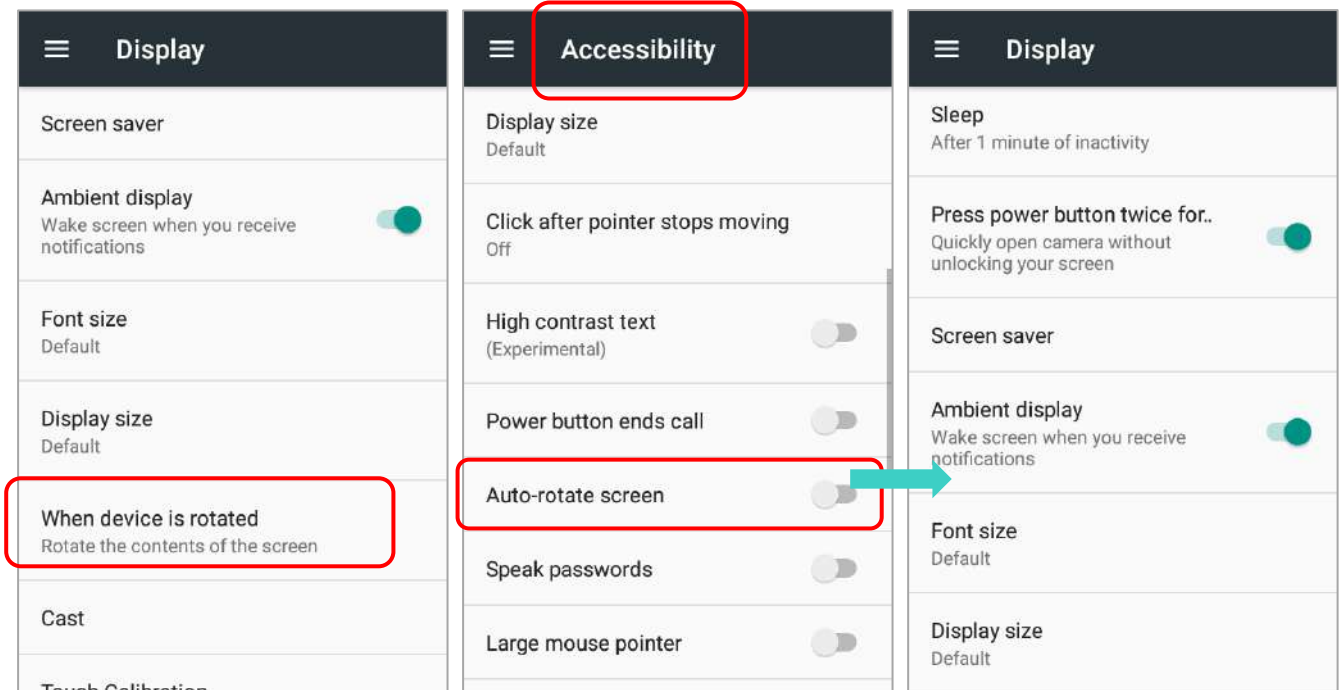 Display
Screen saver
Ambient display
Wake screen when you receive
notifications
Font size
Default
Display size
Default
When device is rotated
Rotate the contents of the screen
Cast
Touch Calibration
Accessibility
Display size
Default
Click after pointer stops moving
Off
High contrast text
(Experimental)
Power button ends call
Auto-rotate screen
Speak passwords
Large mouse pointer
Display
Sleep
After 1 minute of inactivity
Press power button twice for..
Quickly open camera without
unlocking your screen
Screen saver
Ambient display
Wake screen when you receive
notifications
Font size
Default
Display size
Default